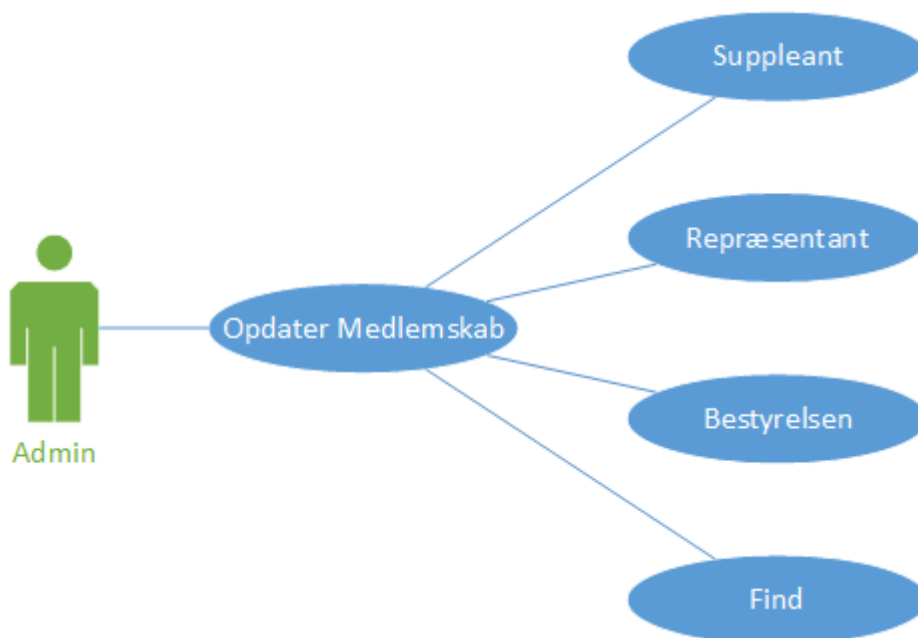 Suppleant
Repræsentant
Opdater Medlemskab
Bestyrelsen
Admin
Find